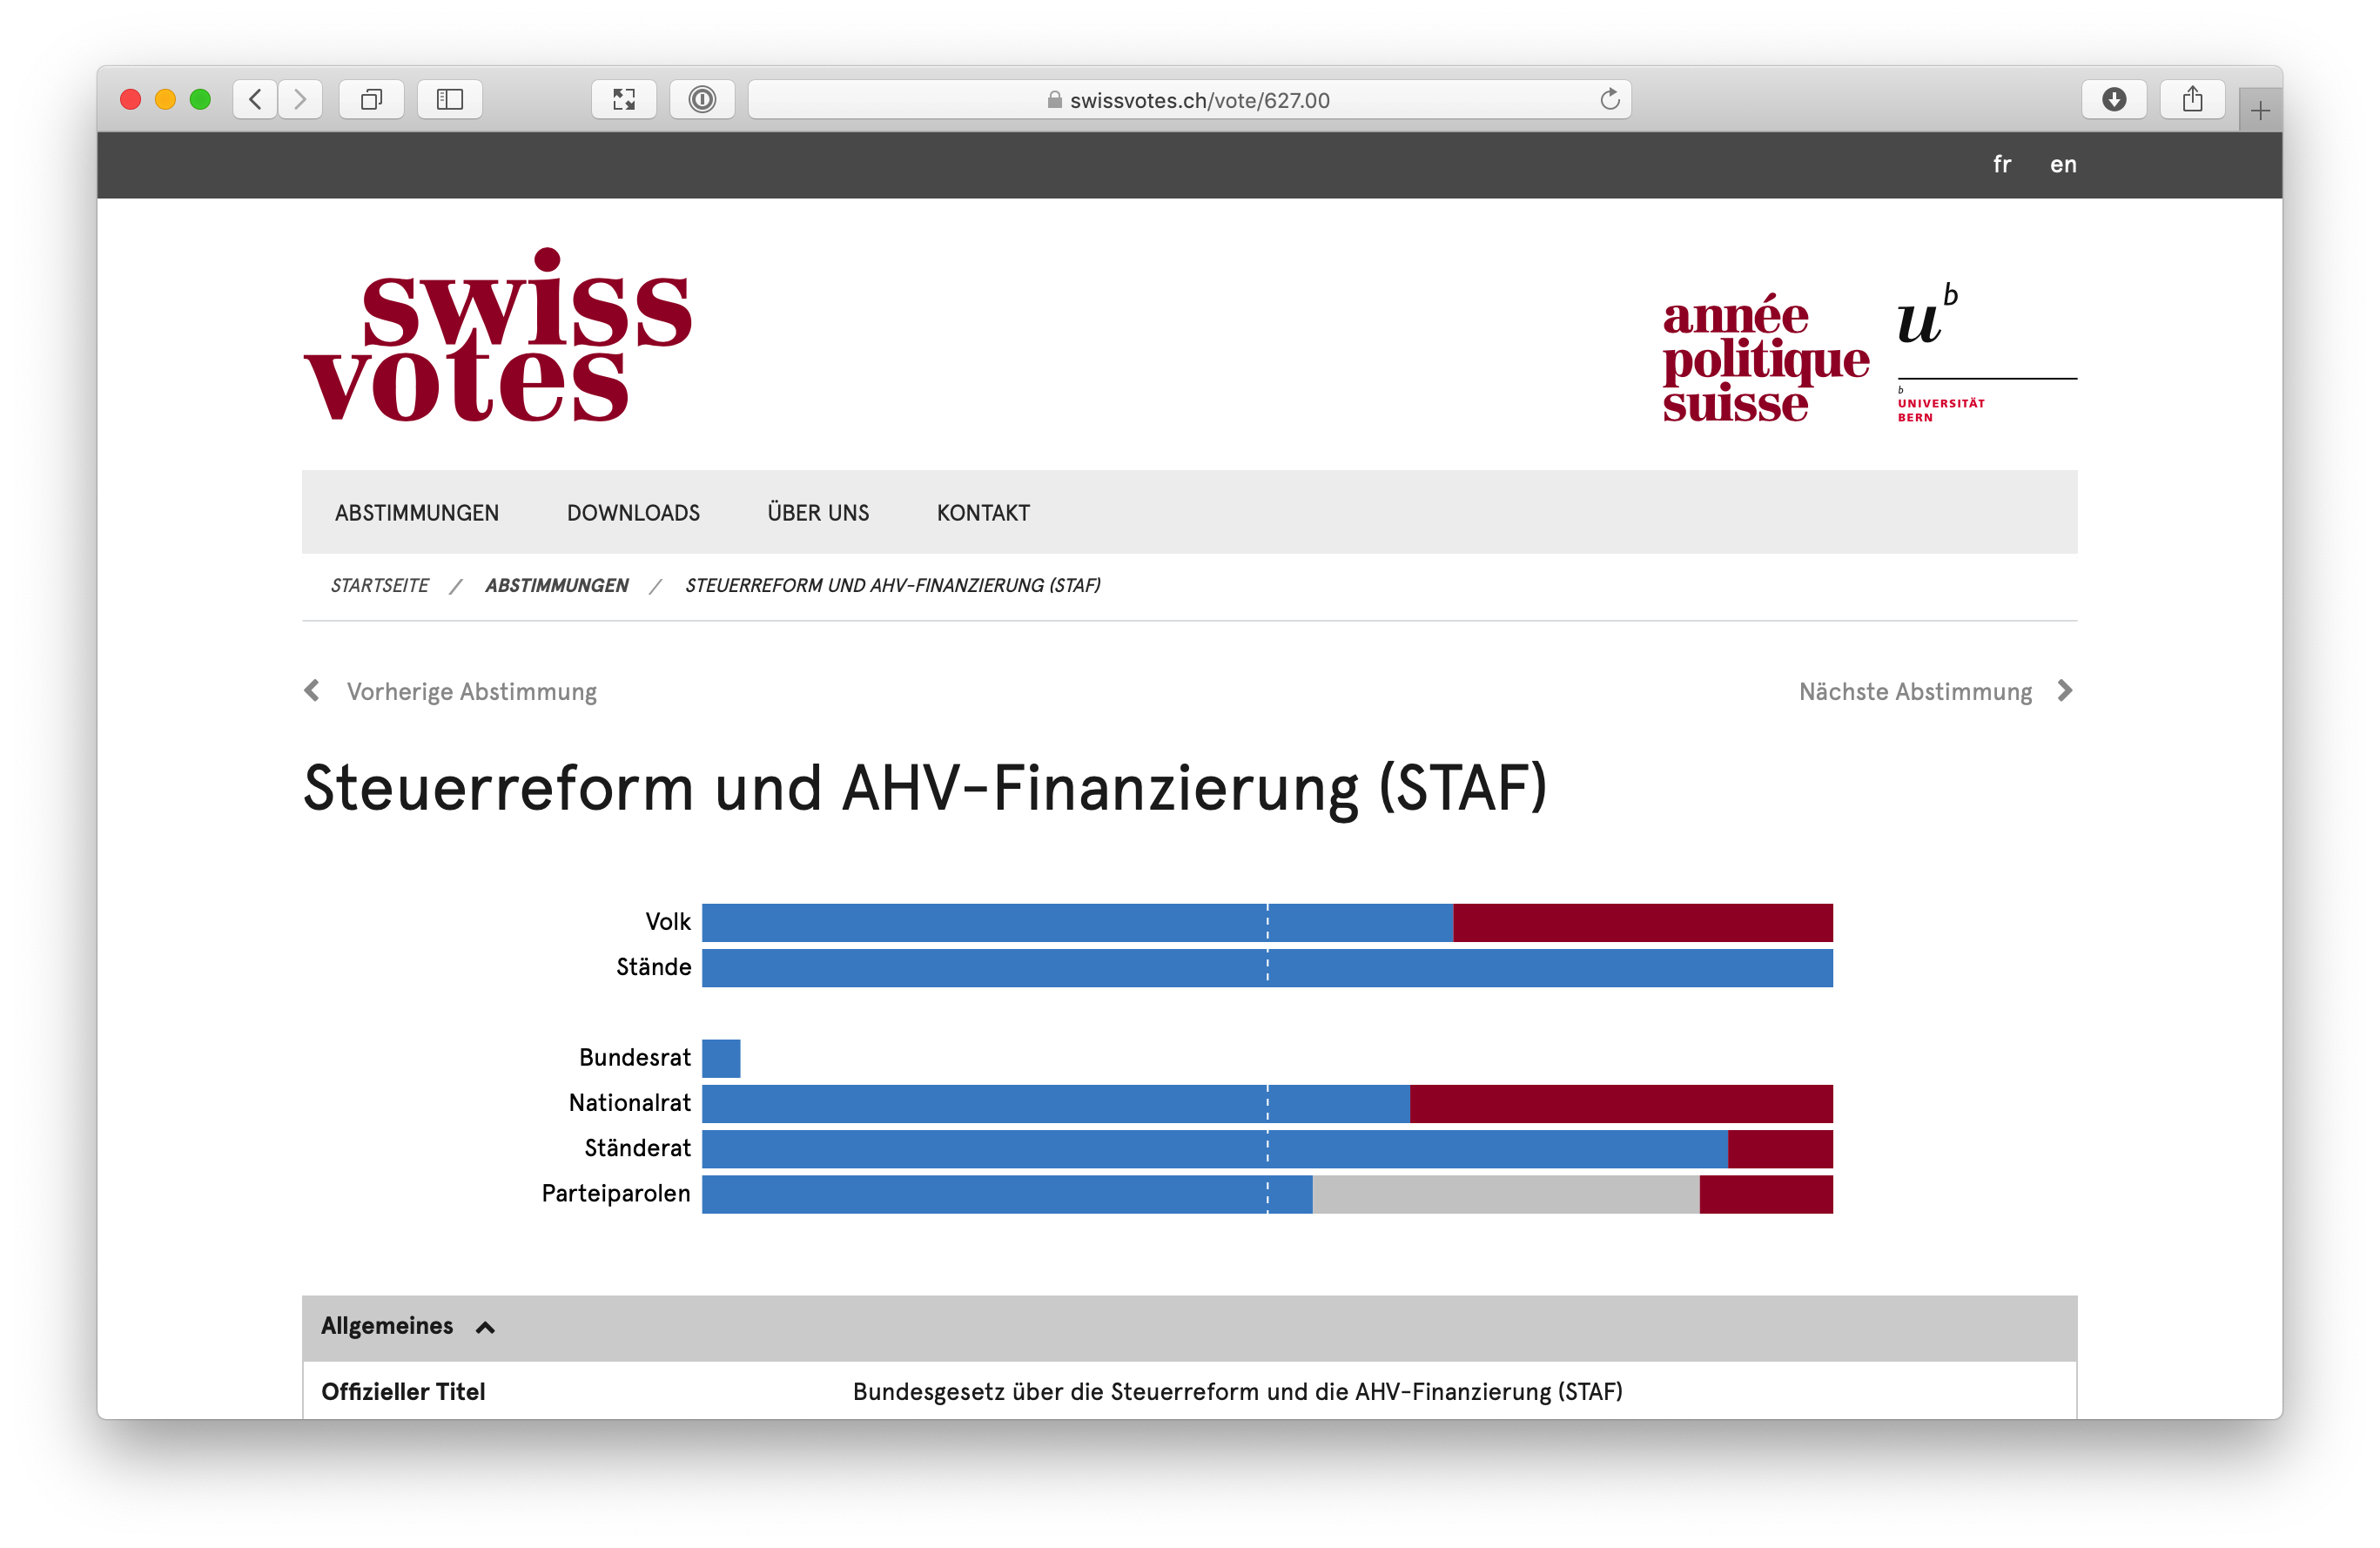 swissvotes.ch/vote/627.00
fr en
swiss
votes
année
politique
suisse
u b
b
UNIVERSITÄT
BERN
ABSTIMMUNGEN DOWNLOADS ÜBER UNS KONTAKT
STARTSEITE / ABSTIMMUNGEN / STEUERREFORM UND AHV-FINANZIERUNG (STAF)
Vorherige Abstimmung Nächste Abstimmung
Steuerreform und AHV-Finanzierung (STAF)
Volk
Stände
Bundesrat
Nationalrat
Ständerat
Parteiparolen
Allgemeines
Offizieller Titel Bundesgesetz über die Steuerreform und die AHV-Finanzierung (STAF)